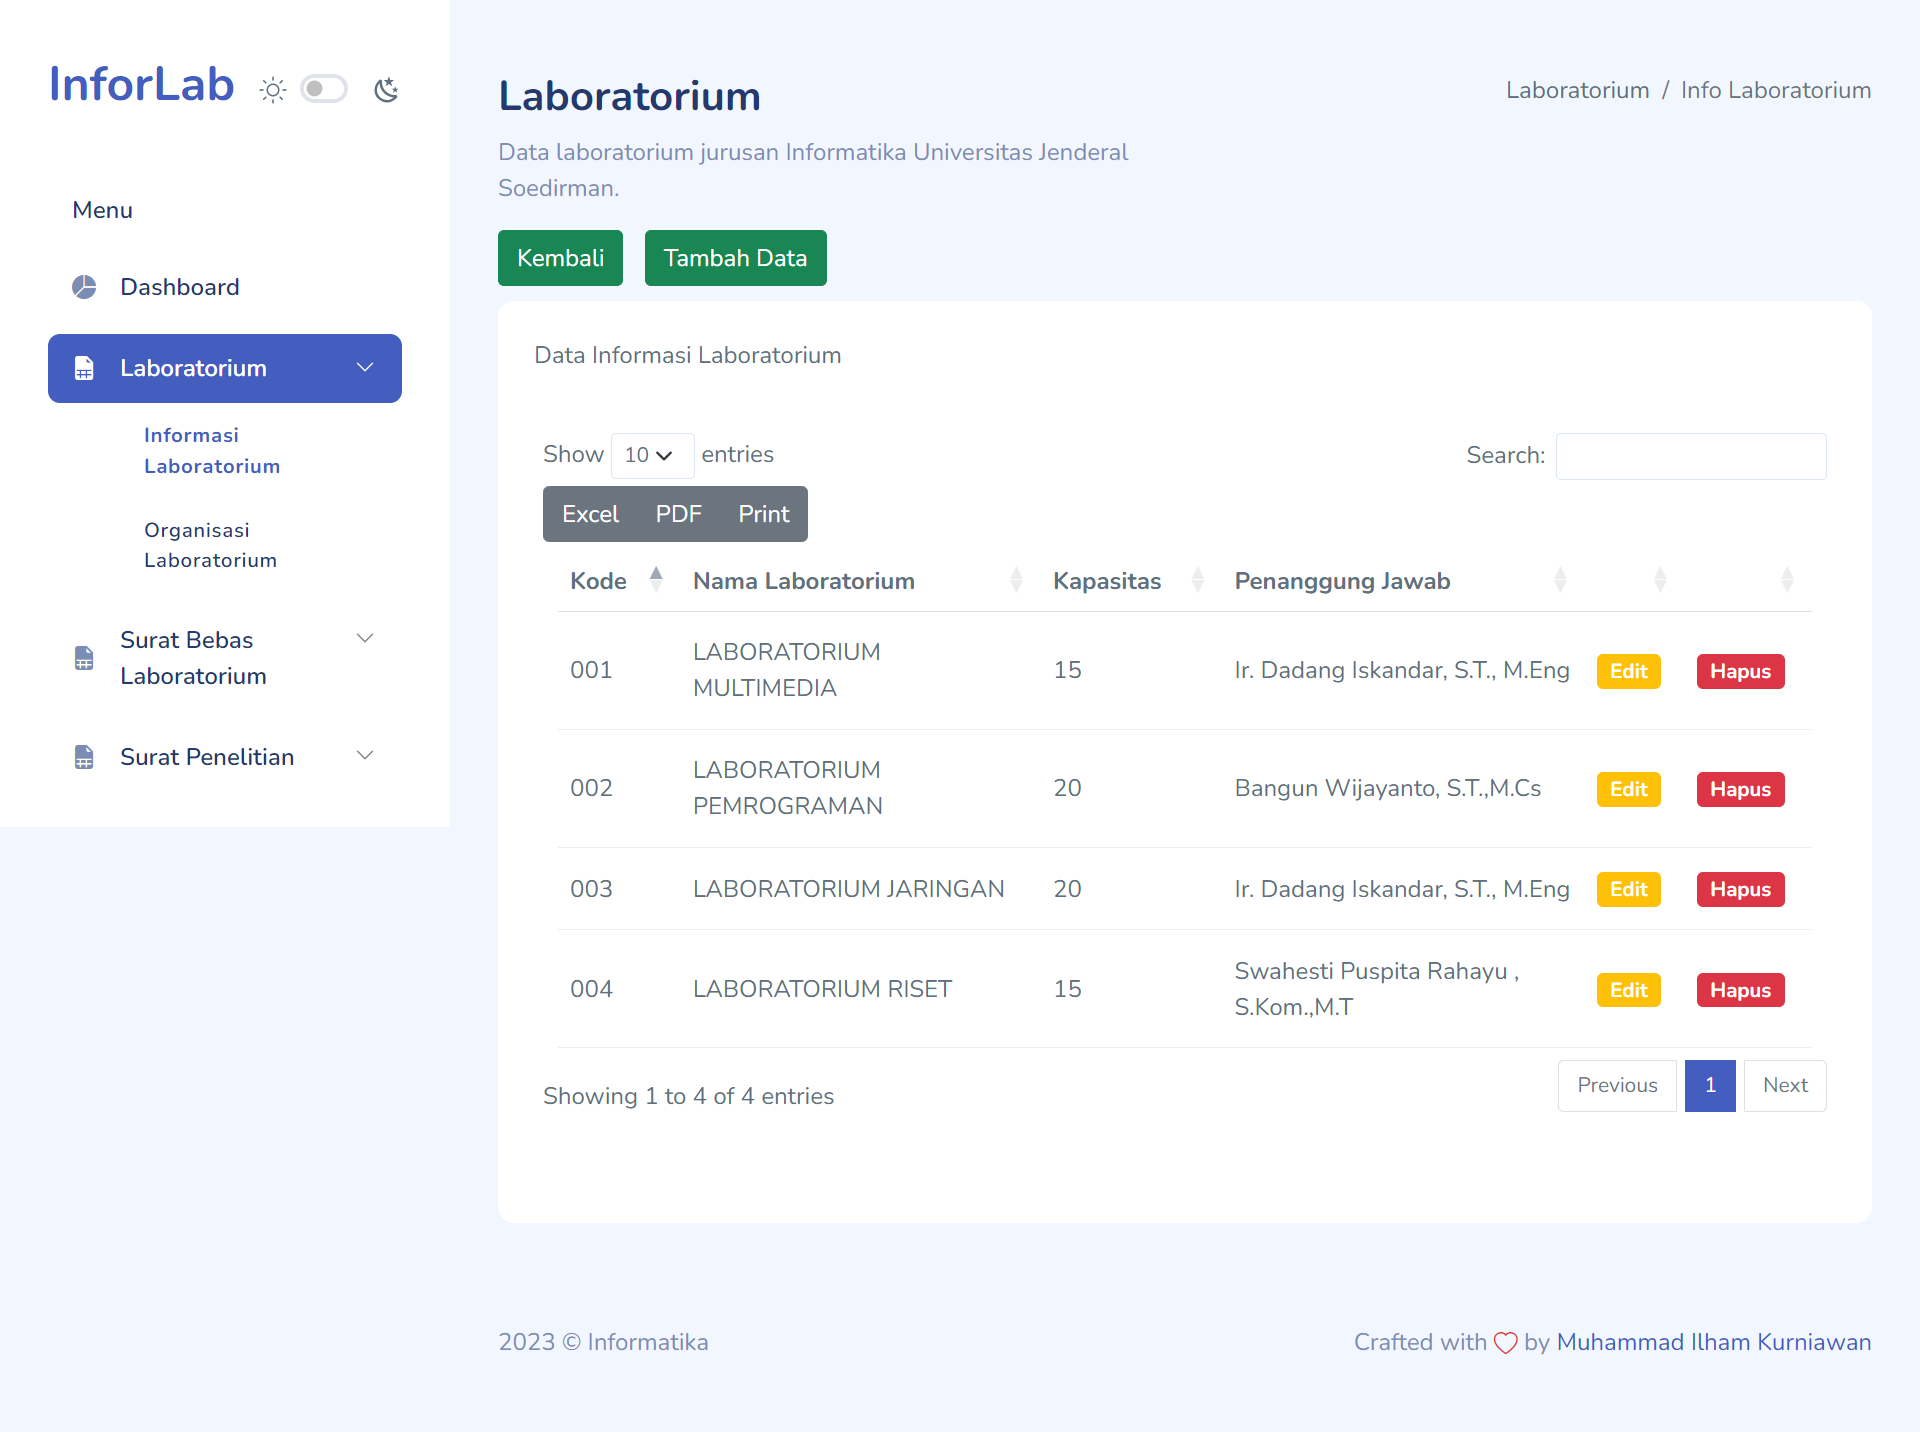 InforLab
Menu
Dashboard
Laboratorium
Informasi
Laboratorium
Organisasi
Laboratorium
Surat Bebas
Laboratorium
Surat Penelitian
Laboratorium
Laboratorium / Info Laboratorium
Data laboratorium jurusan Informatika Universitas Jenderal
Soedirman.
Kembali Tambah Data
Data Informasi Laboratorium
Show 10 entries Search:
Excel PDF Print
Kode Nama Laboratorium Kapasitas Penanggung Jawab
001 LABORATORIUM
MULTIMEDIA 15 Ir. Dadang Iskandar, S.T., M.Eng Edit Hapus
002 LABORATORIUM
PEMROGRAMAN 20 Bangun Wijayanto, S.T.,M.Cs Edit Hapus
003 LABORATORIUM JARINGAN 20 Ir. Dadang Iskandar, S.T., M.Eng Edit Hapus
004 LABORATORIUM RISET 15 Swahesti Puspita Rahayu ,
S.Kom.,M.T Edit Hapus
Showing 1 to 4 of 4 entries
Previous 1 Next
2023 © Informatika
Crafted with by Muhammad Ilham Kurniawan